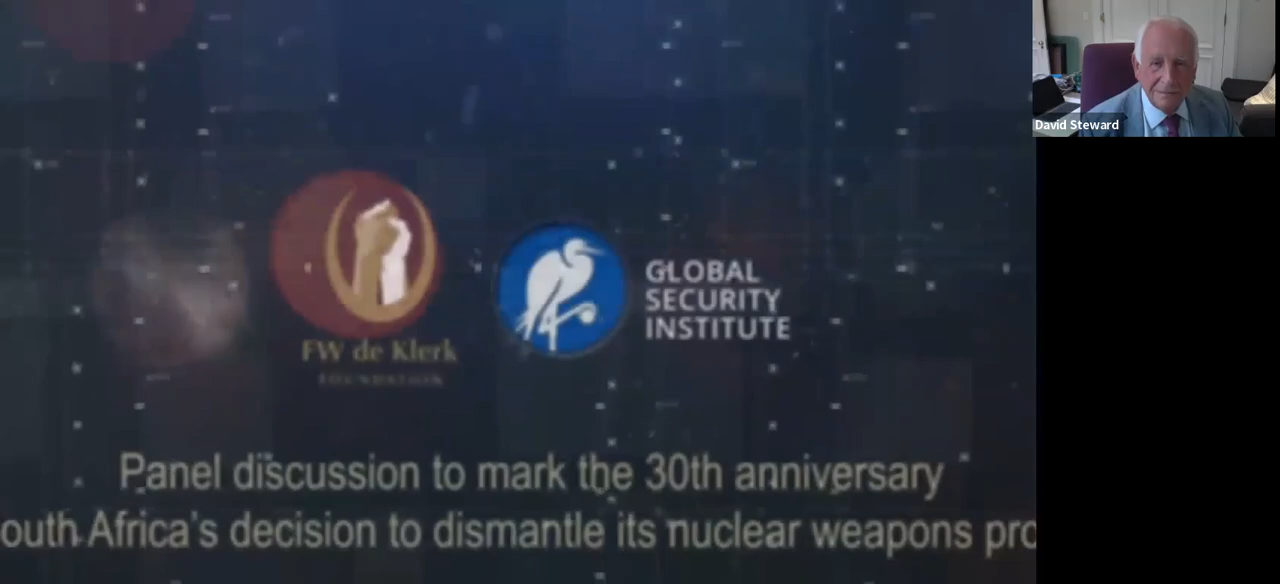 David Steward
GLOBAL
SECURITY
INSTITUTE
FW de Klerk
FOUNDATION
Panel discussion to mark the 30th anniversary
outh Africa's decision to dismantle its nuclear weapons pro